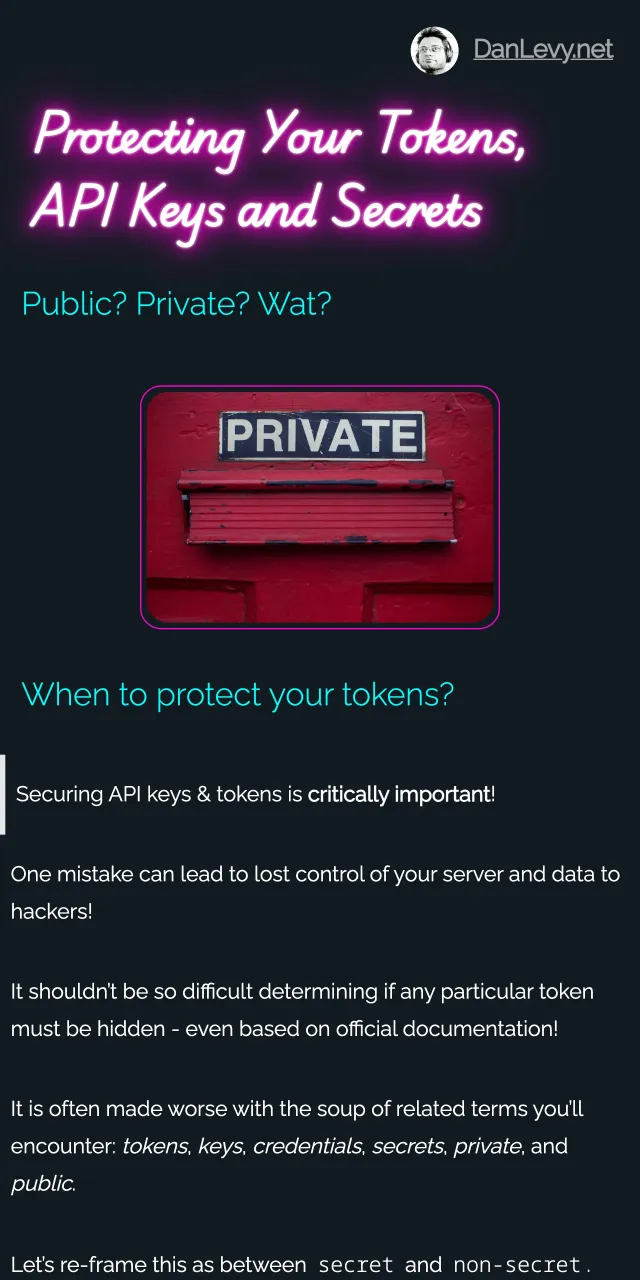 DanLevy.net
Protecting Your Tokens,
API Keys and Secrets
Public? Private? Wat?
PRIVATE
When to protect your tokens?
Securing API keys & tokens is critically important!
One mistake can lead to lost control of your server and data to
hackers!
It shouldn’t be so difficult determining if any particular token
must be hidden - even based on official documentation!
It is often made worse with the soup of related terms you’ll
encounter: tokens, keys, credentials, secrets, private, and
public.
Let’s re-frame this as between secret and non-secret.